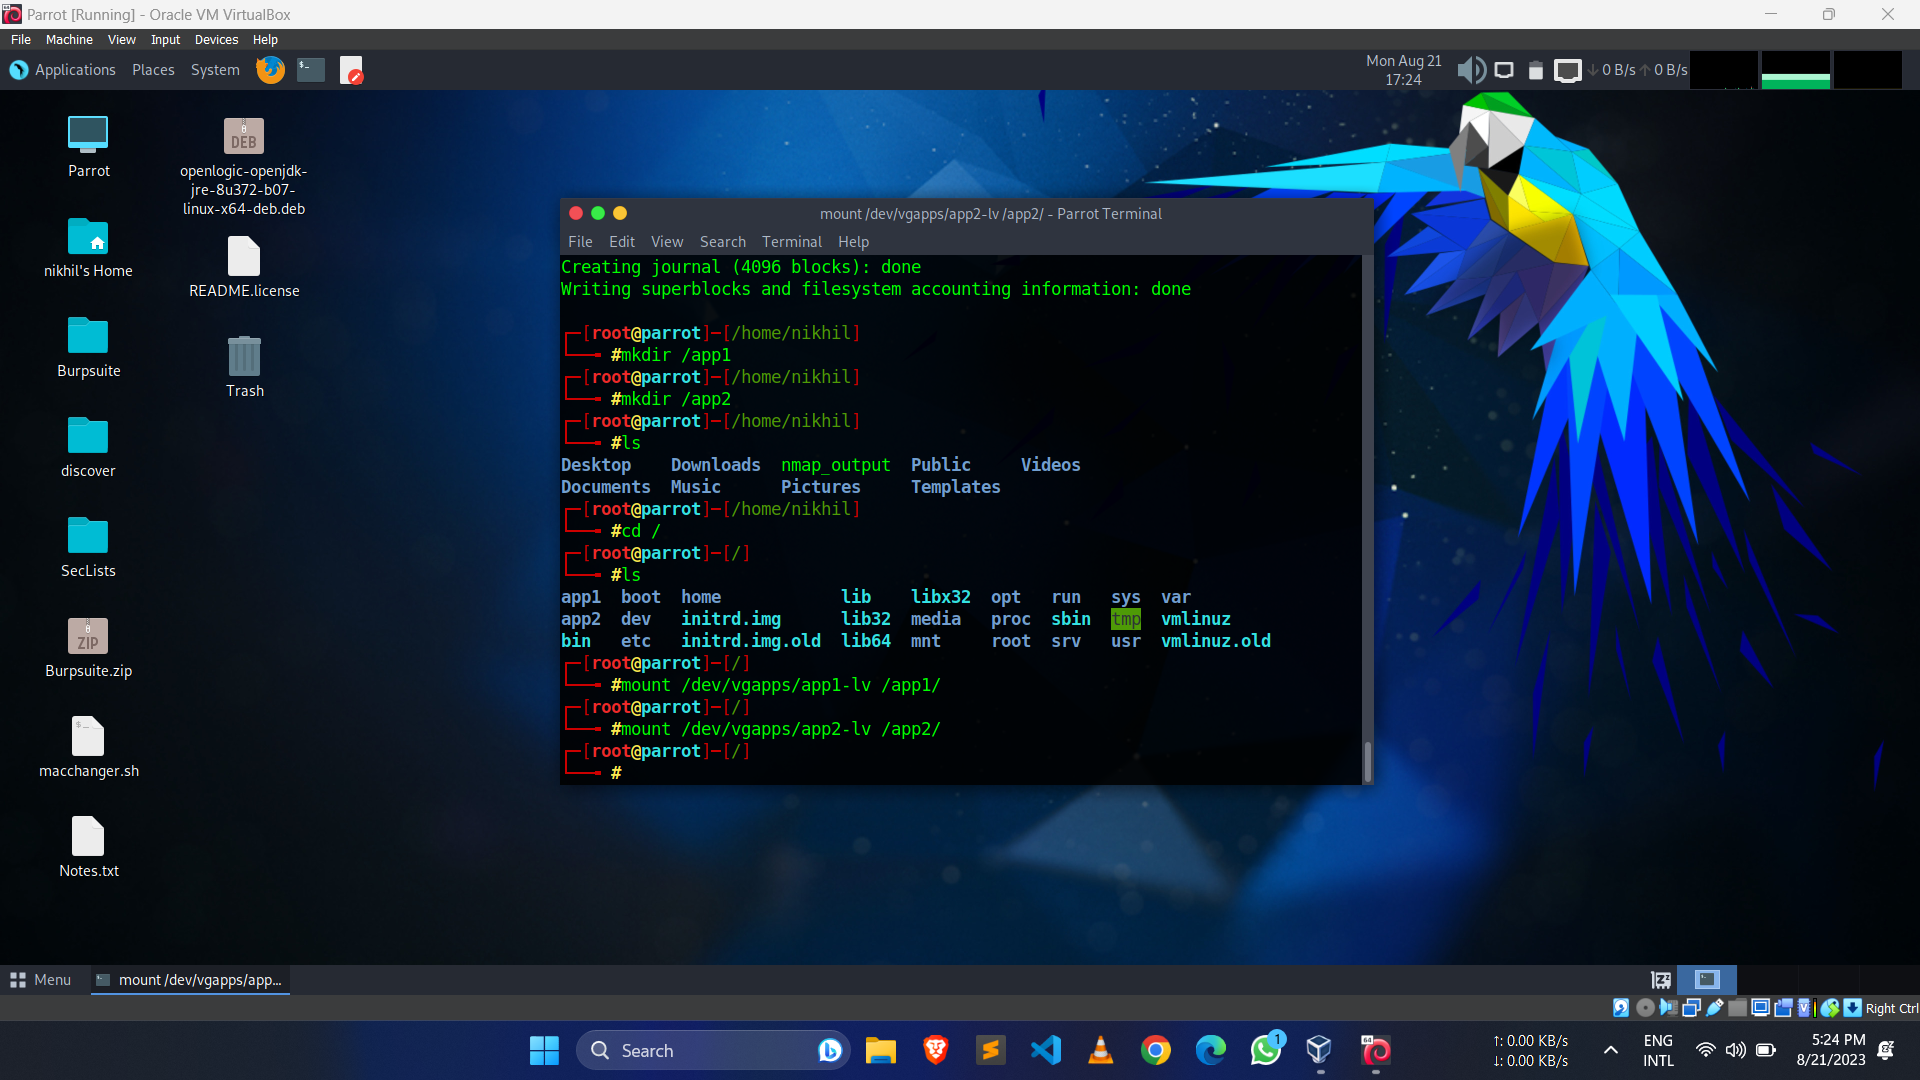 Parrot [Running] - Oracle VM VirtualBox
File Machine View Input Devices Help
Applications Places System
Mon Aug 21
17:24
0 B/s 0 B/s
Parrot
nikhil's Home
Burpsuite
discover
SecLists
ZIP
Burpsuite.zip
macchanger.sh
Notes.txt
DEB
openlogic-openjdk-
jre-8u372-b07-
linux-x64-deb.deb
README.license
Trash
mount /dev/vgapps/app2-lv /app2/ - Parrot Terminal
File Edit View Search Terminal Help
Creating journal (4096 blocks): done
Writing superblocks and filesystem accounting information: done
[root@parrot]-[/home/nikhil]
#mkdir /app1
[root@parrot]-[/home/nikhil]
#mkdir /app2
[root@parrot]-[/home/nikhil]
#ls
Desktop Downloads nmap_output Public Videos
Documents Music Pictures Templates
[root@parrot]-[/home/nikhil]
#cd /
[root@parrot]-[/]
#ls
app1 boot home lib libx32 opt run sys var
app2 dev initrd.img lib32 media proc sbin tmp vmlinuz
bin etc initrd.img.old lib64 mnt root srv usr vmlinuz.old
[root@parrot]-[/]
#mount /dev/vgapps/app1-lv /app1/
[root@parrot]-[/]
#mount /dev/vgapps/app2-lv /app2/
[root@parrot]-[/]
#
Menu
mount /dev/vgapps/app...
Right Ctrl
Search
1
64
↑: 0.00 KB/s
↓: 0.00 KB/s
ENG
INTL
5:24 PM
8/21/2023